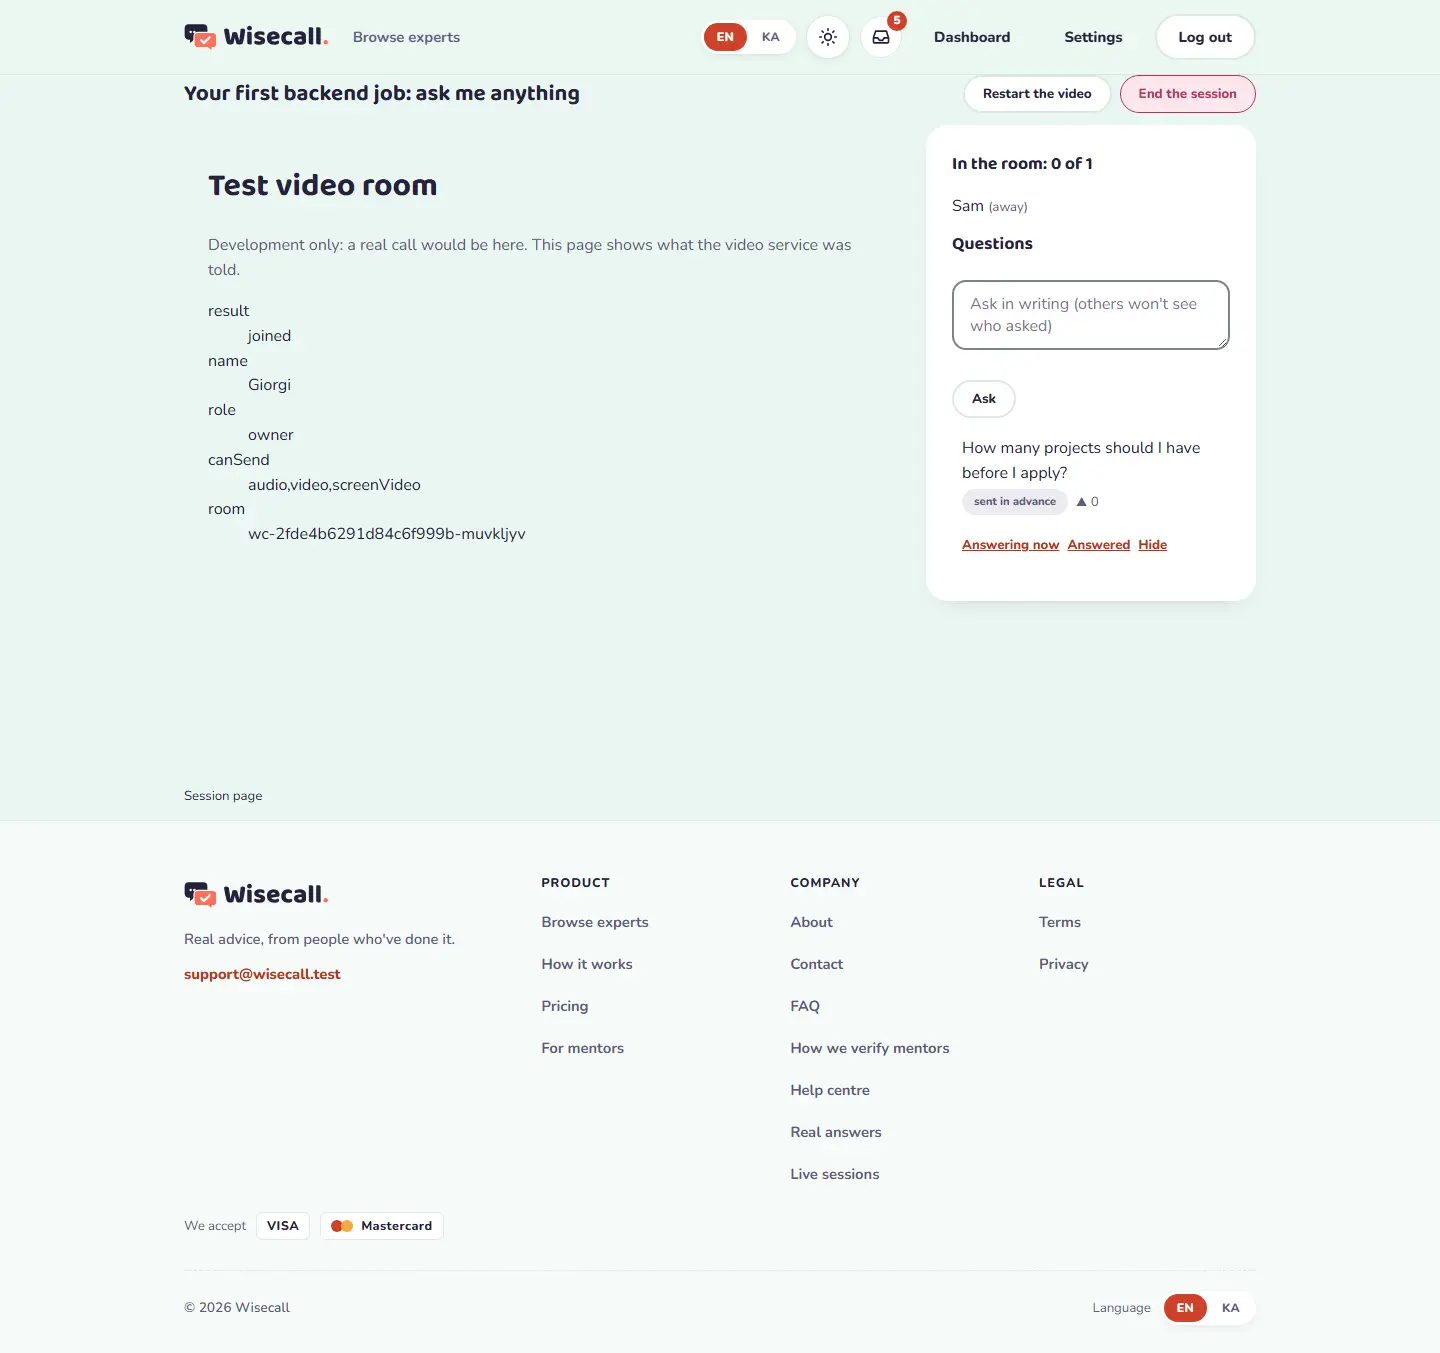 Wisecall.
Browse experts
EN KA
5
Dashboard
Settings
Log out
Your first backend job: ask me anything
Restart the video
End the session
Test video room
Development only: a real call would be here. This page shows what the video service was
told.
result
joined
name
Giorgi
role
owner
canSend
audio,video,screenVideo
room
wc-2fde4b6291d84c6f999b-muvkljyv
In the room: 0 of 1
Sam (away)
Questions
Ask in writing (others won't see
who asked)
Ask
How many projects should I have
before I apply?
sent in advance ▲ 0
Answering now Answered Hide
Session page
Wisecall.
Real advice, from people who've done it.
support@wisecall.test
PRODUCT
Browse experts
How it works
Pricing
For mentors
COMPANY
About
Contact
FAQ
How we verify mentors
Help centre
Real answers
Live sessions
LEGAL
Terms
Privacy
We accept VISA Mastercard
© 2026 Wisecall
Language EN KA